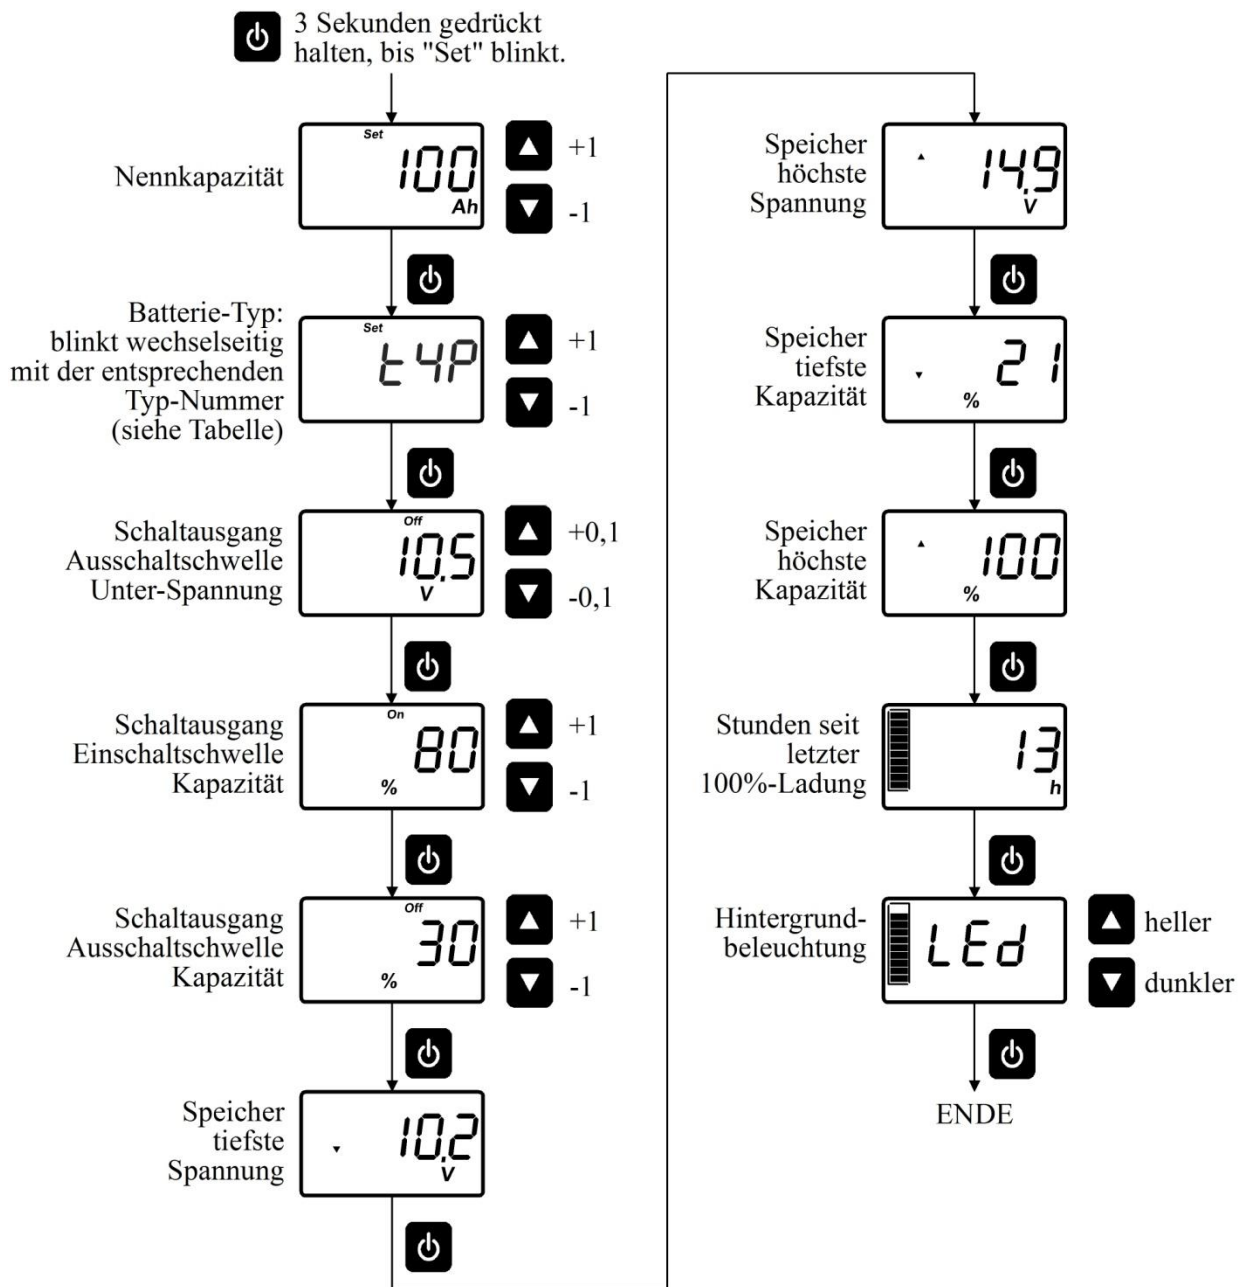 3 Sekunden gedrückt
halten, bis "Set" blinkt.
Nennkapazität
Set
100
Ah
+1
-1
Batterie-Typ:
blinkt wechselseitig
mit der entsprechenden
Typ-Nummer
(siehe Tabelle)
Set
tYP
+1
-1
Schaltausgang
Ausschaltschwelle
Unter-Spannung
Off
10.5
V
+0,1
-0,1
Schaltausgang
Einschaltschwelle
Kapazität
On
80
%
+1
-1
Schaltausgang
Ausschaltschwelle
Kapazität
Off
30
%
+1
-1
Speicher
tiefste
Spannung
10.2
V
Speicher
höchste
Spannung
14.9
V
Speicher
tiefste
Kapazität
21
%
Speicher
höchste
Kapazität
100
%
Stunden seit
letzter
100%-Ladung
13
h
Hintergrund-
beleuchtung
LEd
heller
dunkler
ENDE